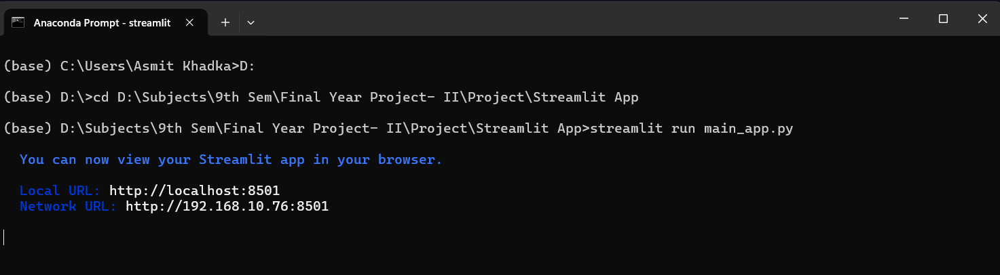 Anaconda Prompt - streamlit
(base) C:\Users\Asmit Khadka>D:
(base) D:\>cd D:\Subjects\9th Sem\Final Year Project- II\Project\Streamlit App
(base) D:\Subjects\9th Sem\Final Year Project- II\Project\Streamlit App>streamlit run main_app.py
You can now view your Streamlit app in your browser.
Local URL: http://localhost:8501
Network URL: http://192.168.10.76:8501